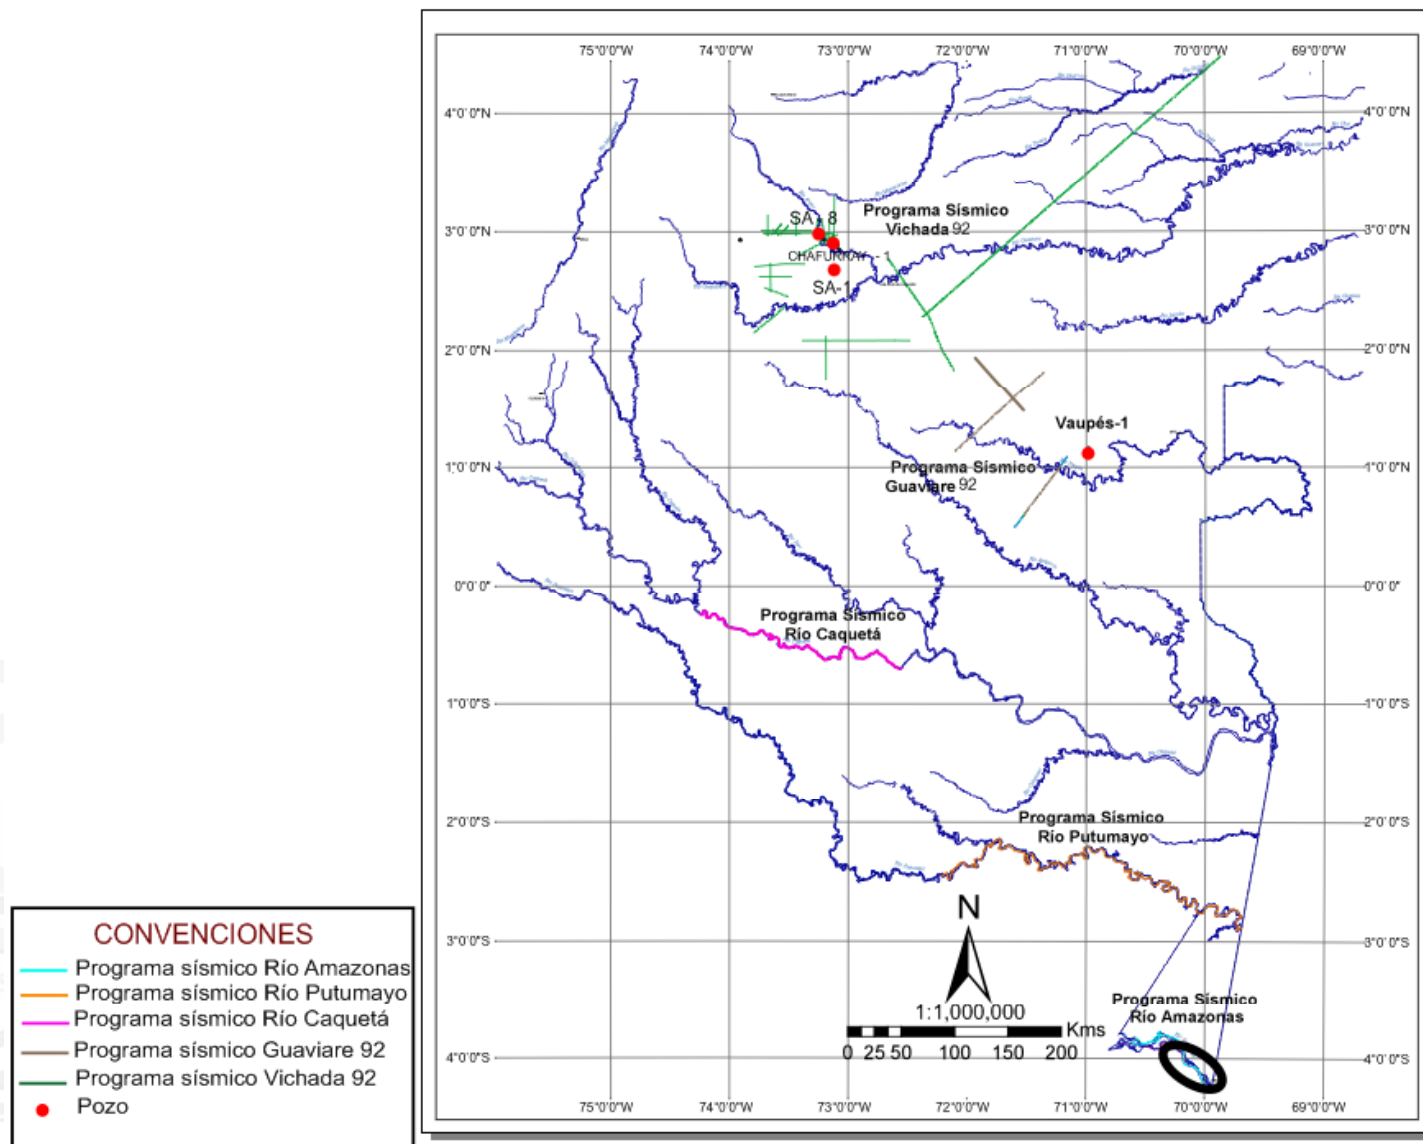 75°0'0"W 74°0'0"W 73°0'0"W 72°0'0"W 71°0'0"W 70°0'0"W 69°0'0"W
4°0'0"N 4°0'0"N
SA - 8
Programa Sísmico
Vichada 92
3°0'0"N 3°0'0"N
CHAFURRAY - 1
SA-1
2°0'0"N 2°0'0"N
Vaupés-1
1°0'0"N 1°0'0"N
Programa Sísmico
Guaviare 92
0°0'0" 0°0'0"
Programa Sísmico
Río Caquetá
1°0'0"S 1°0'0"S
2°0'0"S 2°0'0"S
Programa Sísmico
Río Putumayo
N
3°0'0"S 3°0'0"S
1:1,000,000
Kms
0 25 50 100 150 200
Programa Sísmico
Río Amazonas
4°0'0"S 4°0'0"S
75°0'0"W 74°0'0"W 73°0'0"W 72°0'0"W 71°0'0"W 70°0'0"W 69°0'0"W
CONVENCIONES
Programa sísmico Río Amazonas
Programa sísmico Río Putumayo
Programa sísmico Río Caquetá
Programa sísmico Guaviare 92
Programa sísmico Vichada 92
Pozo